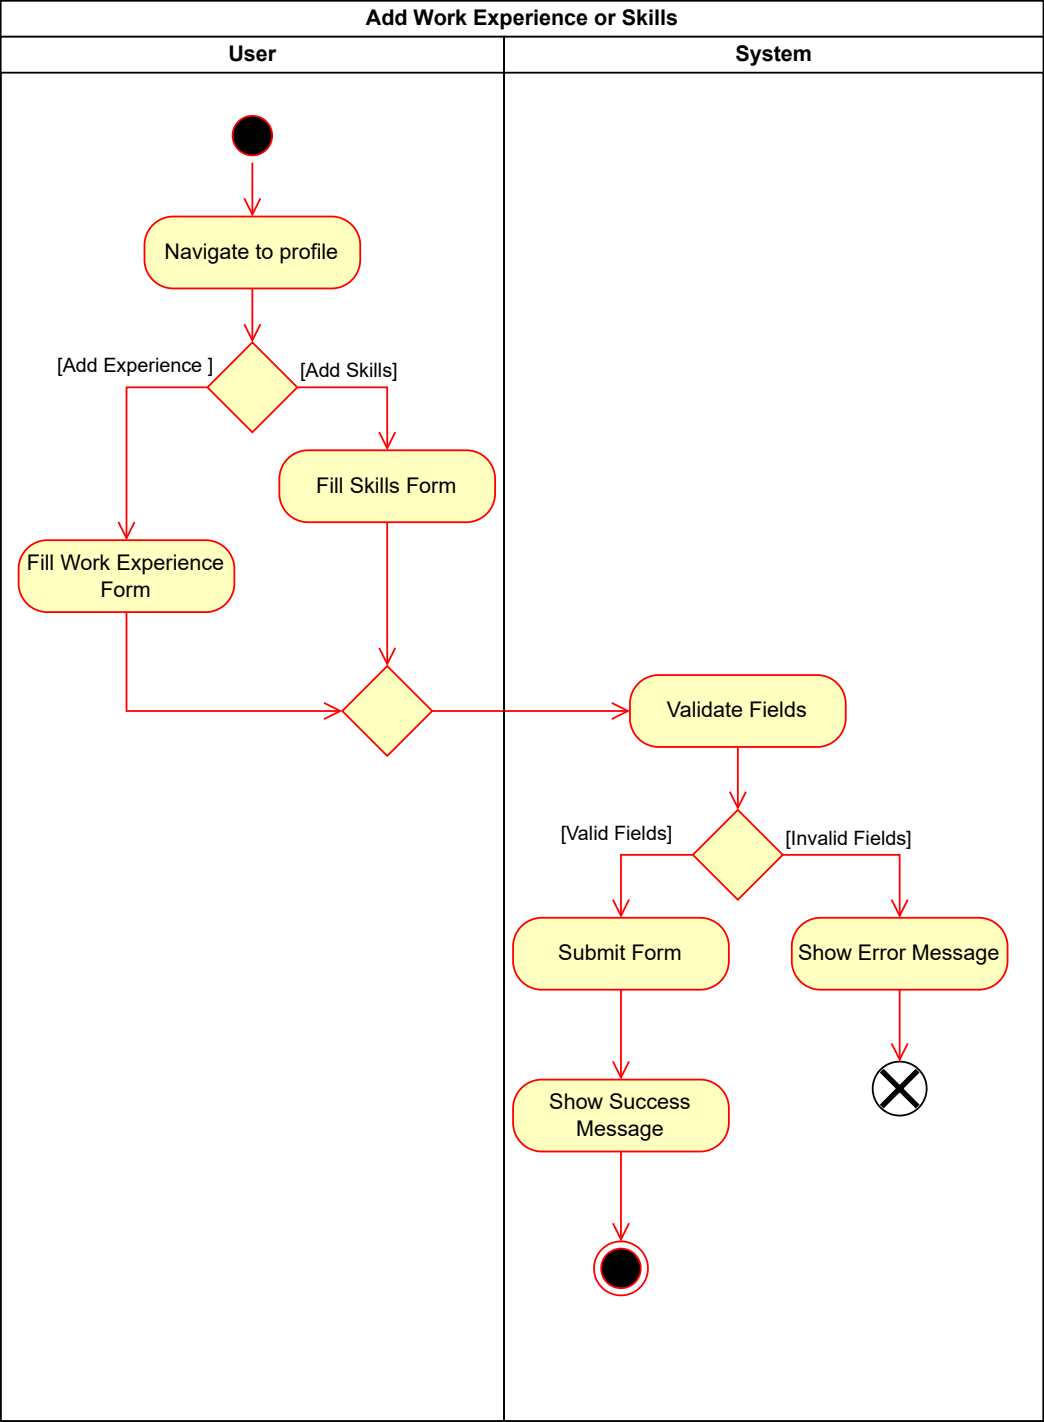 Add Work Experience or Skills
User
System
Navigate to profile
[Add Experience ]
[Add Skills]
Fill Skills Form
Fill Work Experience
Form
Validate Fields
[Valid Fields]
[Invalid Fields]
Submit Form
Show Error Message
Show Success
Message